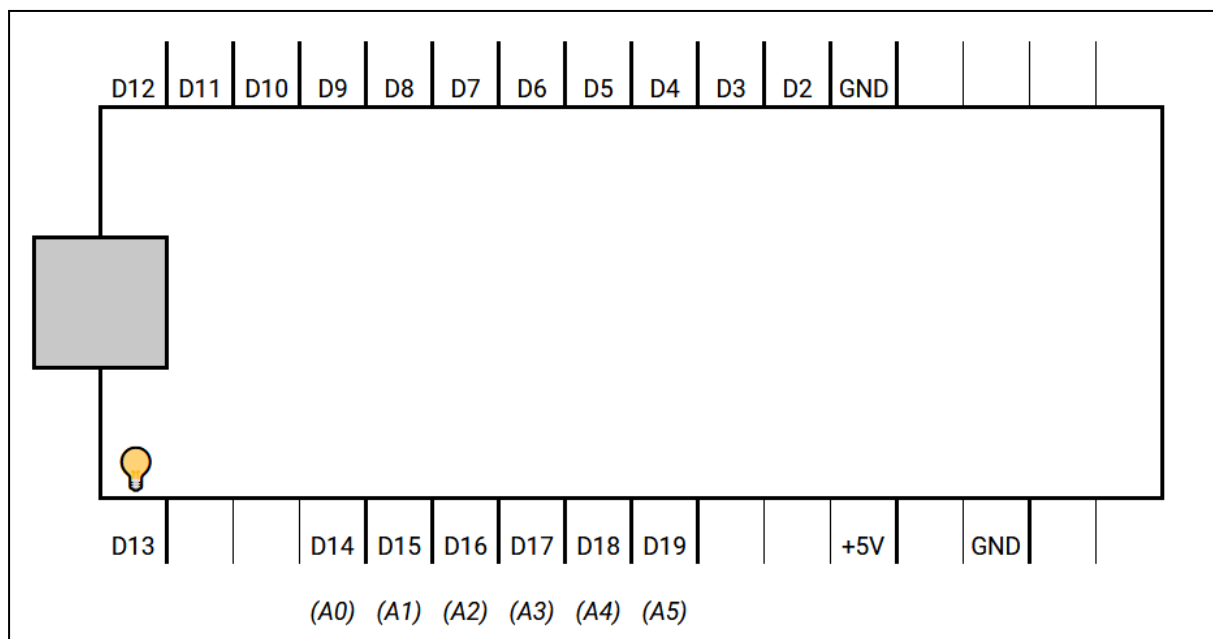 D12 D11 D10 D9 D8 D7 D6 D5 D4 D3 D2 GND
D13 D14 D15 D16 D17 D18 D19 +5V GND
(A0) (A1) (A2) (A3) (A4) (A5)